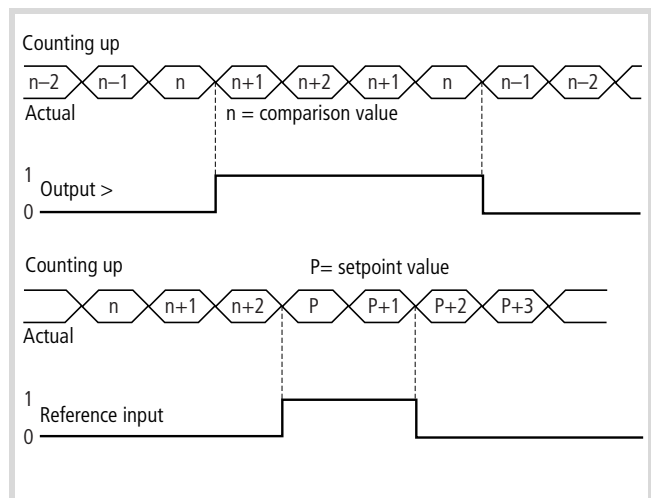 Counting up
n–2 n–1 n n+1 n+2 n+1 n n–1 n–2
Actual n = comparison value
1 Output >
0
Counting up P= setpoint value
n n+1 n+2 P P+1 P+2 P+3
Actual
1 Reference input
0